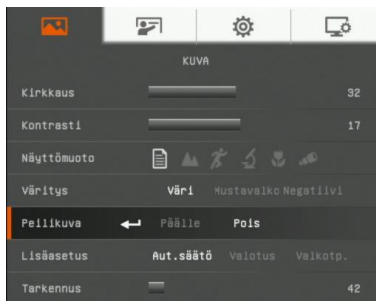 KUVA
Kirkkaus 32
Kontrasti 17
Näyttömuoto
Väritys Väri Mustavalko Negatiivi
Peilikuva Päälle Pois
Lisäasetus Aut.säätö Valotus Valkotp.
Tarkennus 42